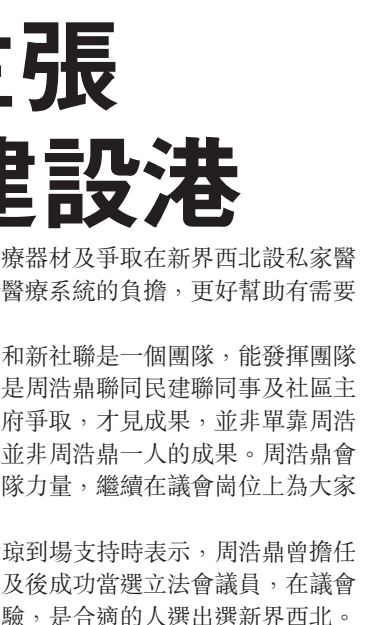 張
建設港
療器材及爭取在新界西北設私家醫
醫療系統的負擔，更好幫助有需要
和新社聯是一個團隊，能發揮團隊
是周浩鼎聯同民建聯同事及社區主
府爭取，才見成果，並非單靠周浩
並非周浩鼎一人的成果。周浩鼎會
隊力量，繼續在議會崗位上為大家
琼到場支持時表示，周浩鼎曾擔任
及後成功當選立法會議員，在議會
驗，是合適的人選出選新界西北。